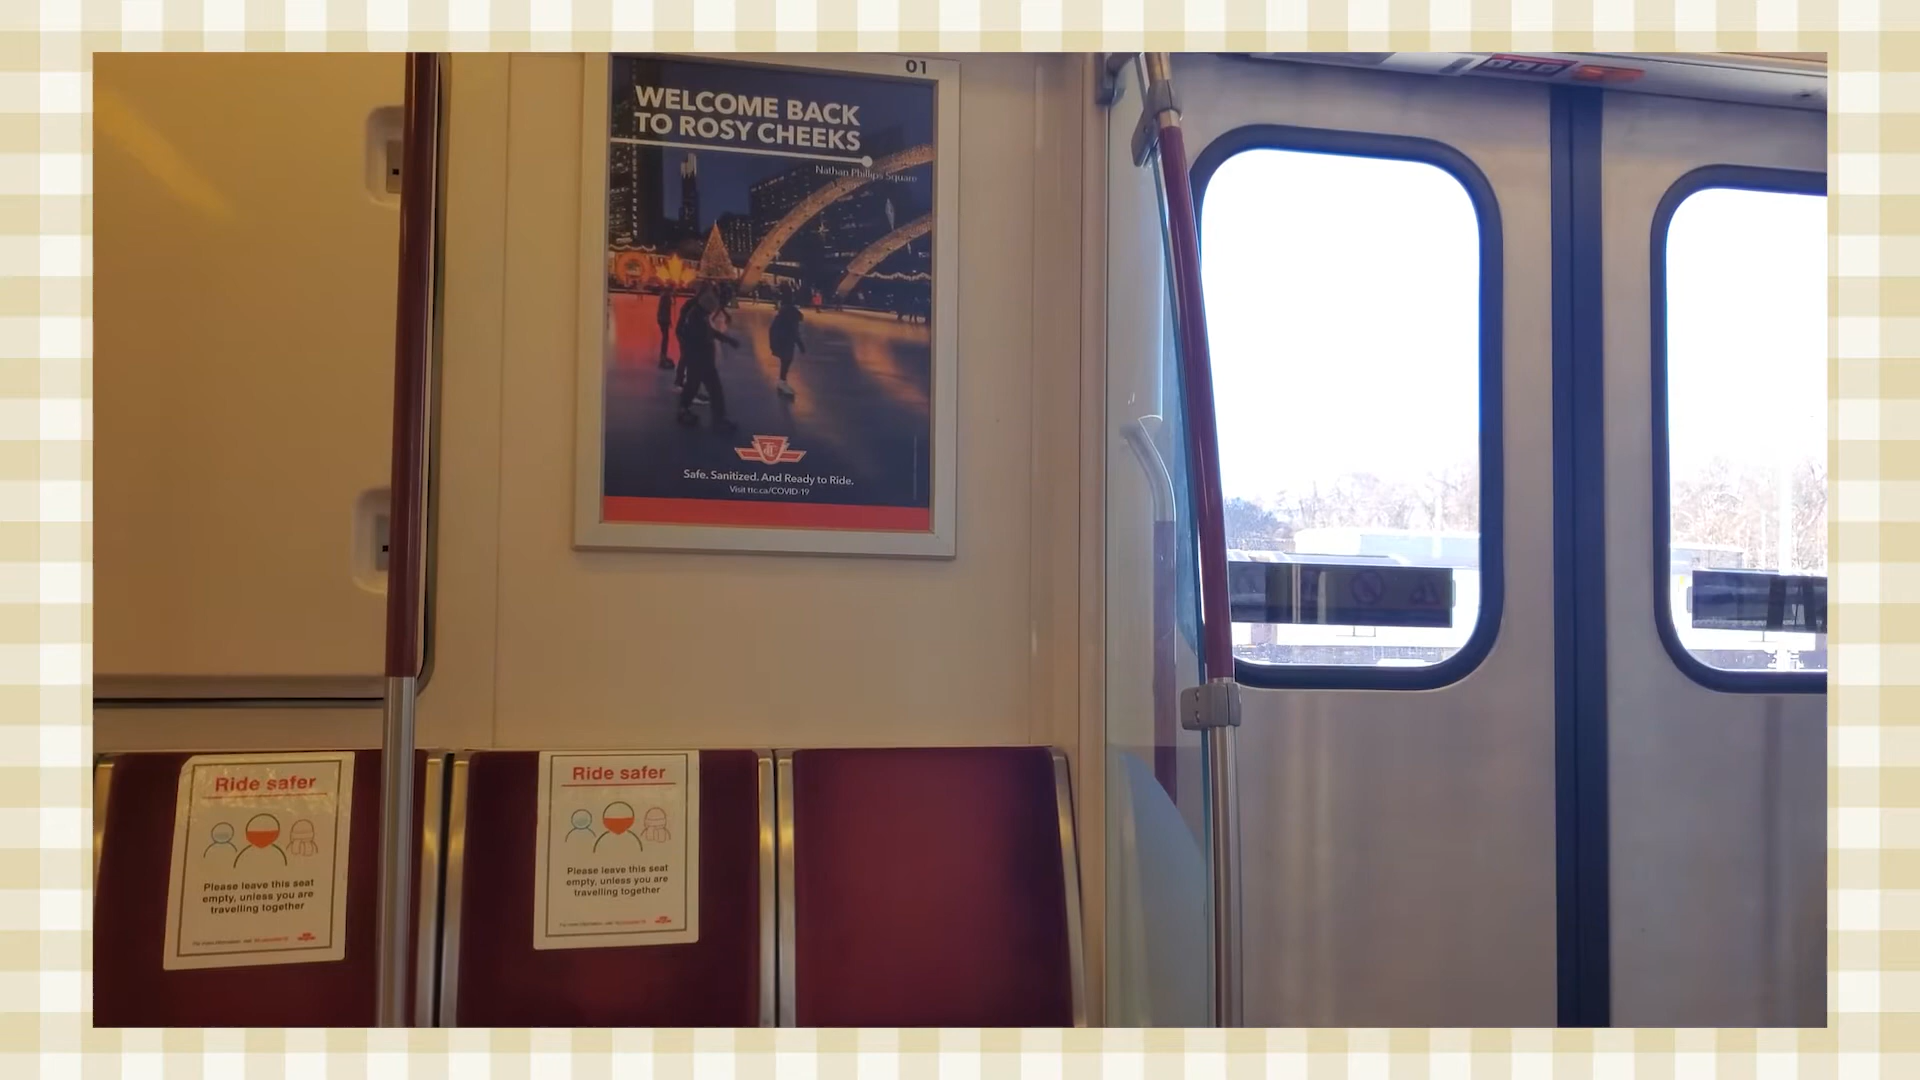 01
WELCOME BACK
TO ROSY CHEEKS
Nathan Phillips Square
Safe. Sanitized. And Ready to Ride.
Visit ttc.ca/COVID-19
Ride safer
Please leave this seat
empty, unless you are
travelling together
Ride safer
Please leave this seat
empty, unless you are
travelling together